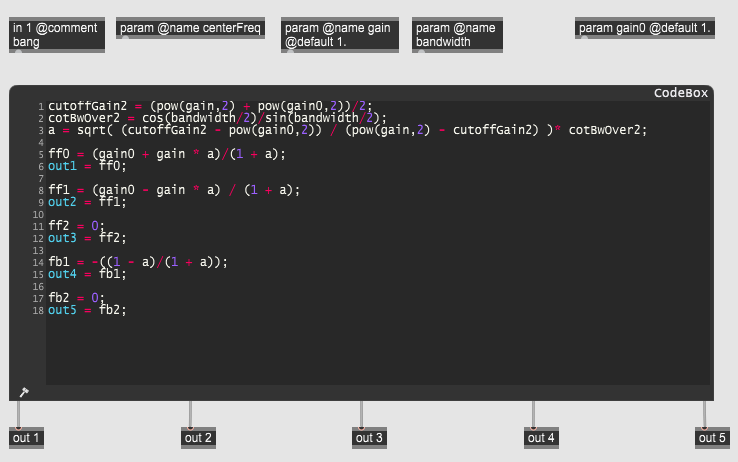 in 1 @comment
bang
param @name centerFreq
param @name gain
@default 1.
param @name
bandwidth
param gain0 @default 1.
CodeBox
1 cutoffGain2 = (pow(gain,2) + pow(gain0,2))/2;
2 cotBwOver2 = cos(bandwidth/2)/sin(bandwidth/2);
3 a = sqrt( (cutoffGain2 - pow(gain0,2)) / (pow(gain,2) - cutoffGain2) )* cotBwOver2;
4
5 ff0 = (gain0 + gain * a)/(1 + a);
6 out1 = ff0;
7
8 ff1 = (gain0 - gain * a) / (1 + a);
9 out2 = ff1;
10
11 ff2 = 0;
12 out3 = ff2;
13
14 fb1 = -((1 - a)/(1 + a));
15 out4 = fb1;
16
17 fb2 = 0;
18 out5 = fb2;
out 1
out 2
out 3
out 4
out 5